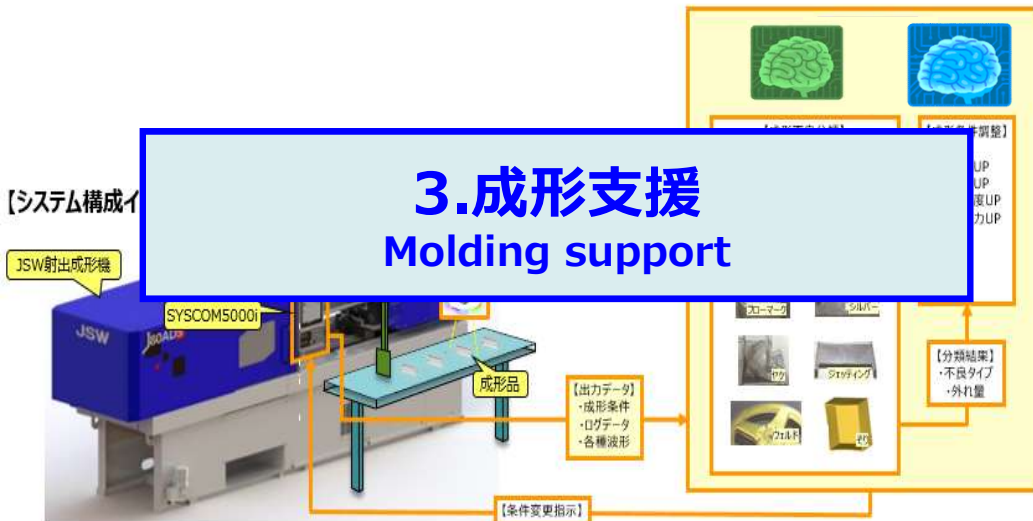 3.成形支援
Molding support
【システム構成イ
JSW射出成形機
SYSCOM5000i
JSW
J80ADS
成形品
【出力データ】
・成形条件
・ログデータ
・各種波形
UP
UP
度UP
力UP
フローマーク
シルバー
ヤケ
ジェッティング
ウェルド
そり
【分類結果】
・不良タイプ
・外れ量
【条件変更指示】